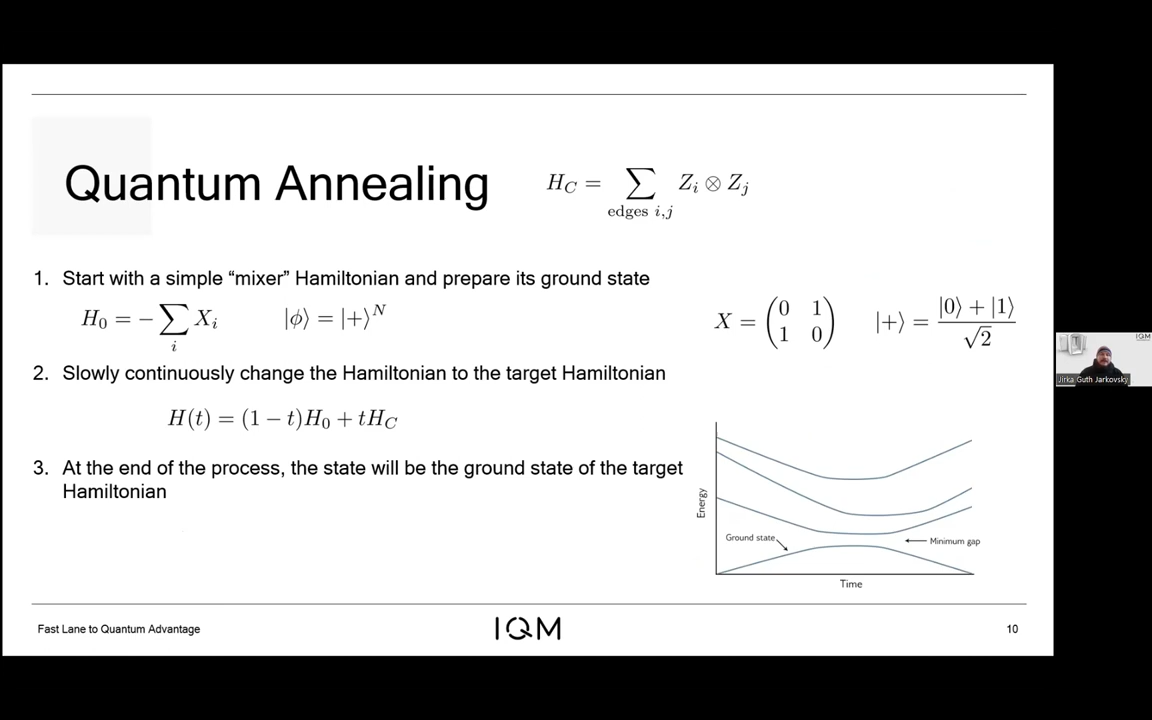 Quantum Annealing
H_C = ∑_{edges i,j} Z_i ⊗ Z_j
1. Start with a simple “mixer” Hamiltonian and prepare its ground state
H_0 = −∑_i X_i    |ϕ⟩ = |+⟩^N
X = (0 1
1 0)    |+⟩ = (|0⟩ + |1⟩)/√2
2. Slowly continuously change the Hamiltonian to the target Hamiltonian
H(t) = (1 − t)H_0 + tH_C
3. At the end of the process, the state will be the ground state of the target
Hamiltonian
Energy
Ground state
Minimum gap
Time
Fast Lane to Quantum Advantage
IQM
10
IQM
Jirka Guth Jarkovský